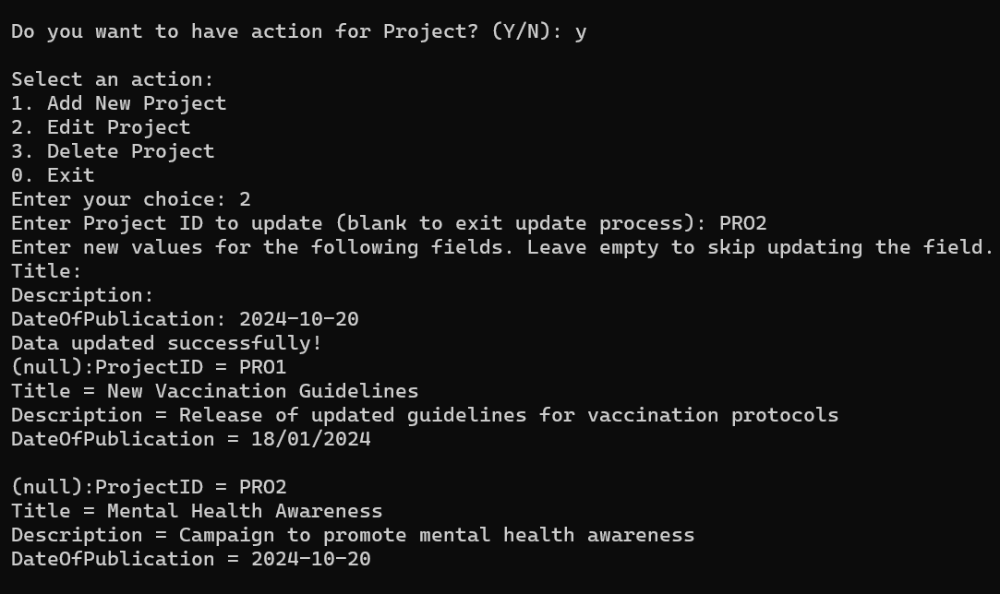 Do you want to have action for Project? (Y/N): y
Select an action:
1. Add New Project
2. Edit Project
3. Delete Project
0. Exit
Enter your choice: 2
Enter Project ID to update (blank to exit update process): PRO2
Enter new values for the following fields. Leave empty to skip updating the field.
Title:
Description:
DateOfPublication: 2024-10-20
Data updated successfully!
(null):ProjectID = PRO1
Title = New Vaccination Guidelines
Description = Release of updated guidelines for vaccination protocols
DateOfPublication = 18/01/2024
(null):ProjectID = PRO2
Title = Mental Health Awareness
Description = Campaign to promote mental health awareness
DateOfPublication = 2024-10-20